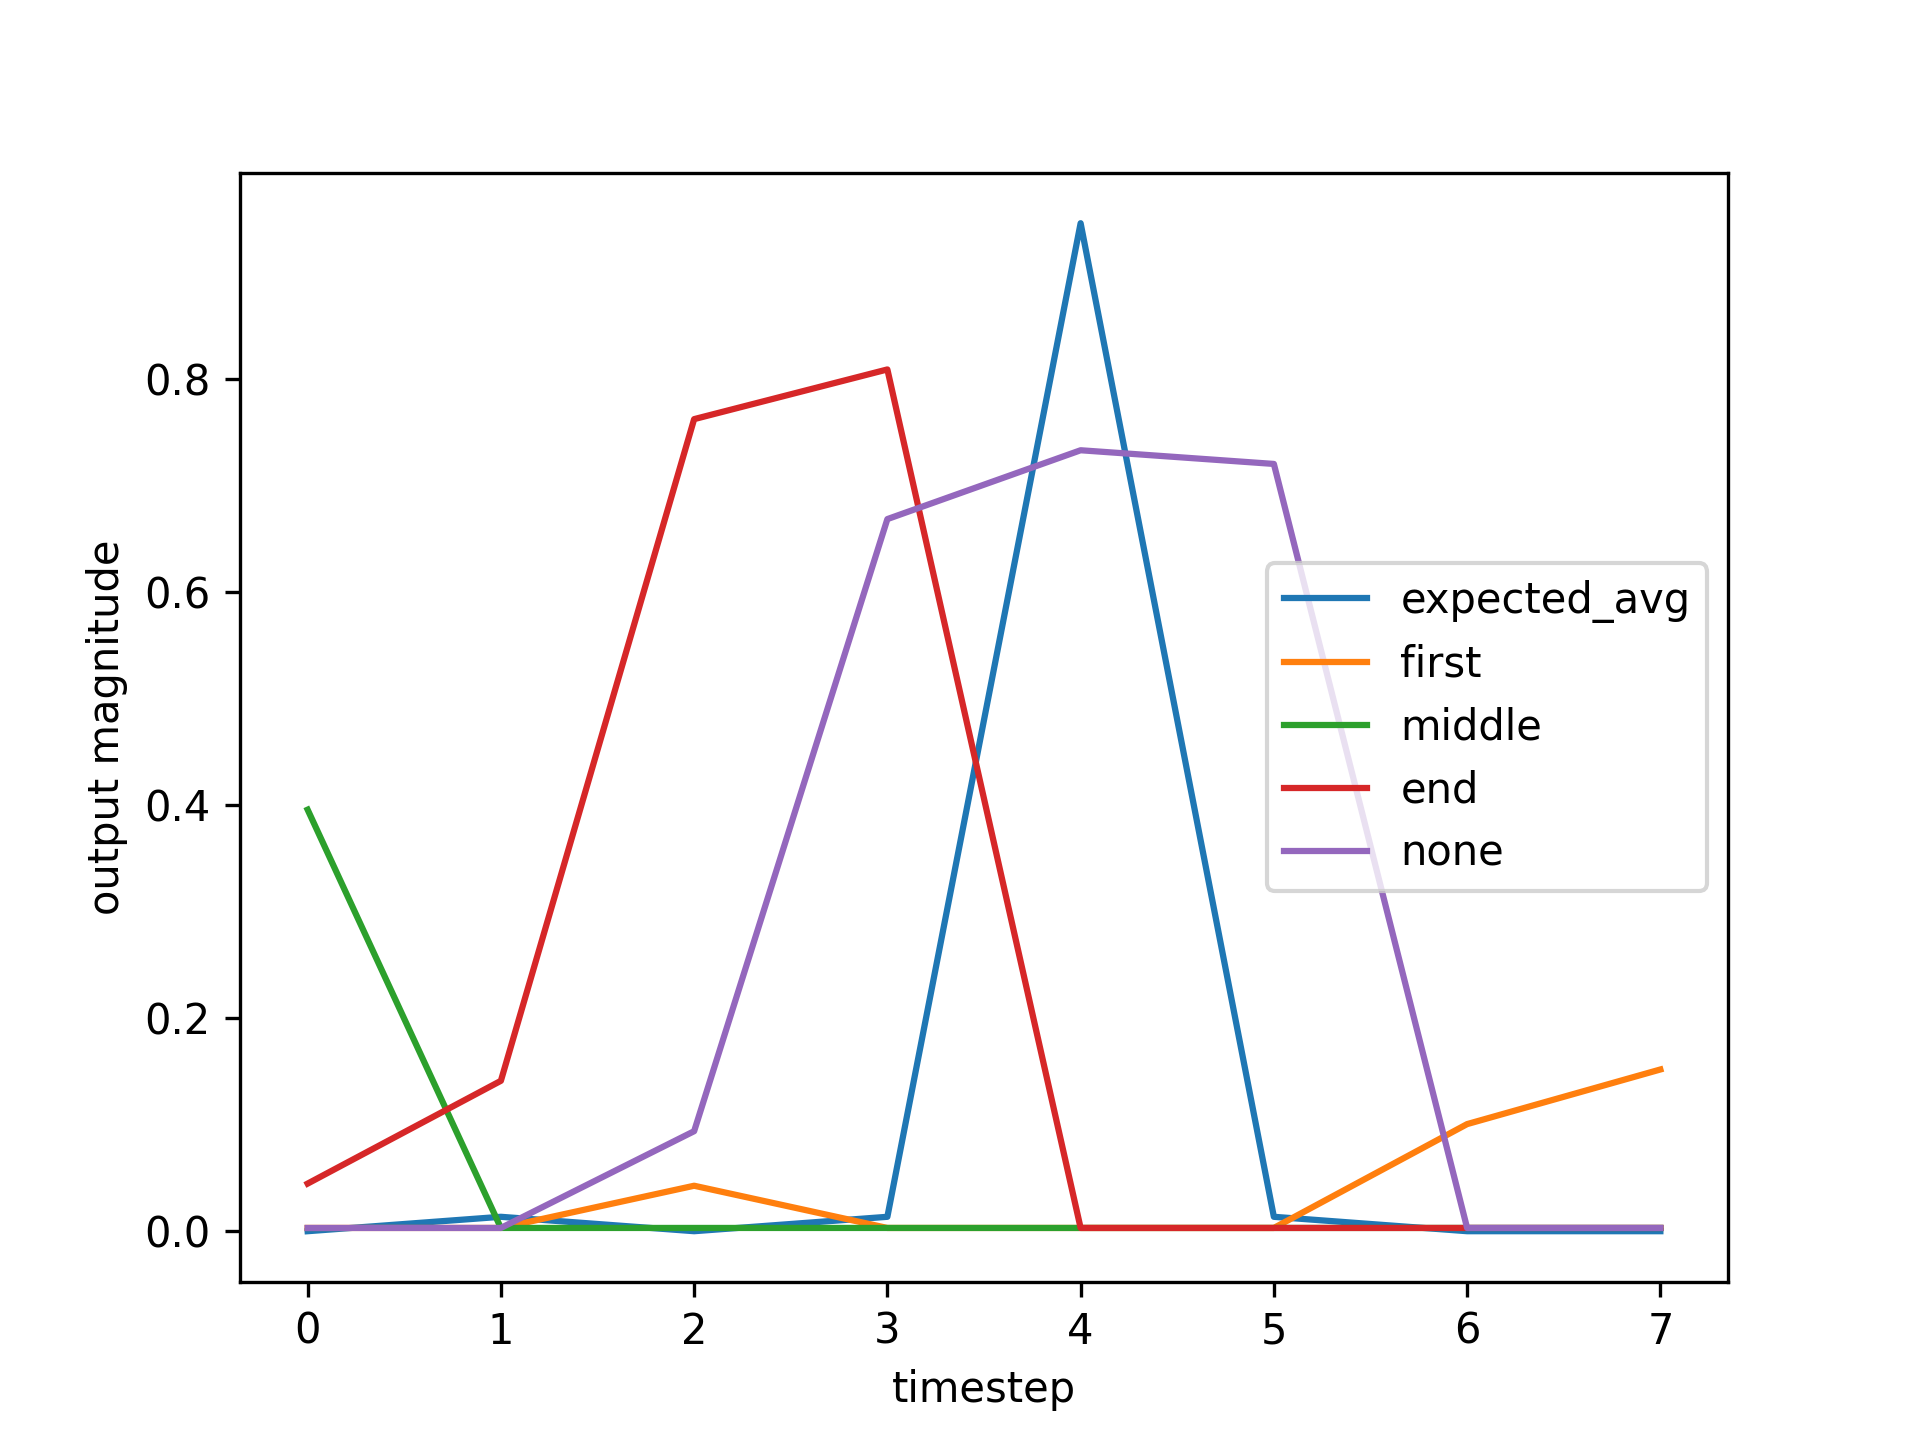 output magnitude
0.8
0.6
0.4
0.2
0.0
expected_avg
first
middle
end
none
0 1 2 3 4 5 6 7
timestep